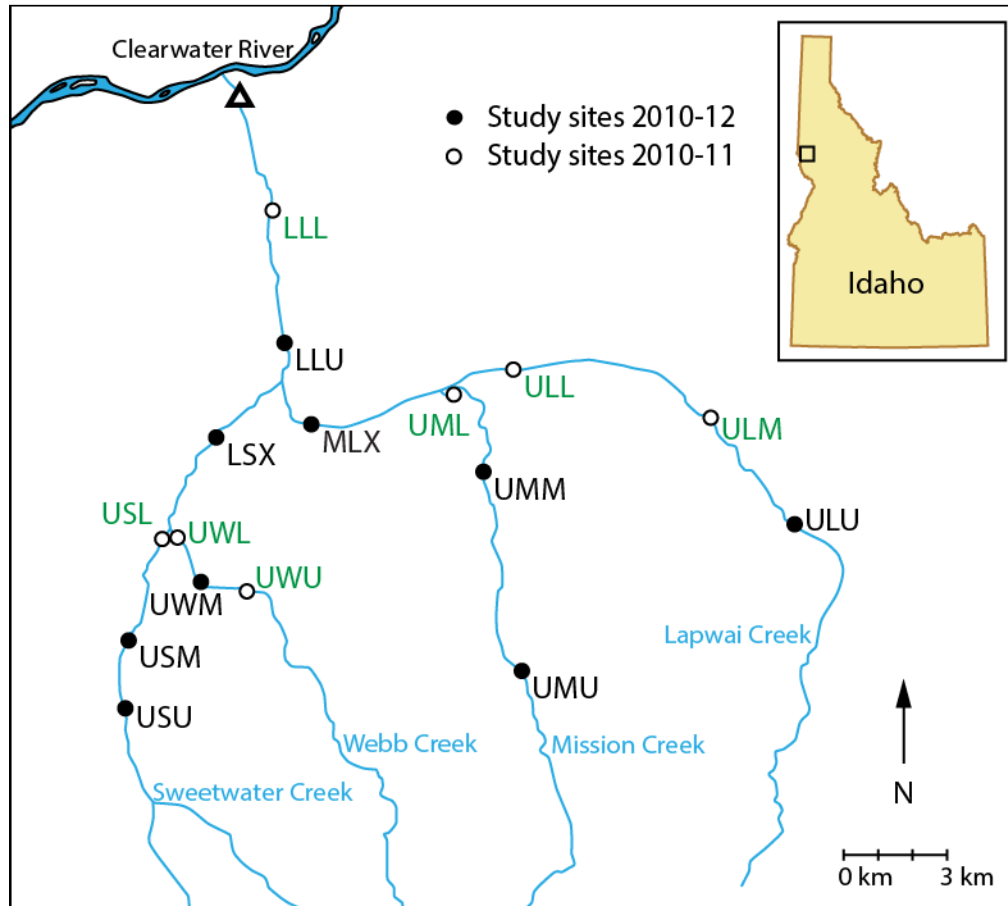 Clearwater River
Study sites 2010-12
Study sites 2010-11
Idaho
LLL
LLU
ULL
UML
MLX
ULM
LSX
UMM
USL
UWL
ULU
UWU
UWM
USM
Lapwai Creek
UMU
USU
Webb Creek
Mission Creek
Sweetwater Creek
N
0 km
3 km